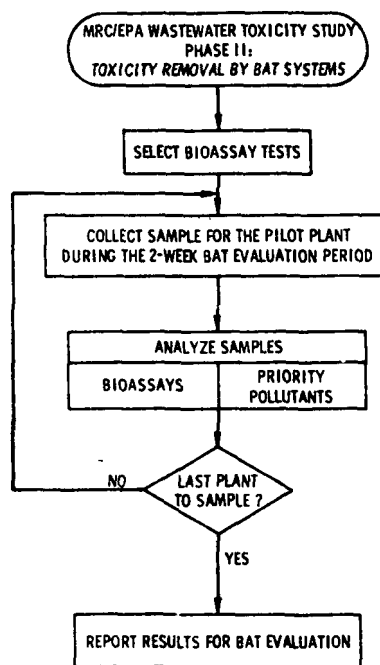 MRC/EPA WASTEWATER TOXICITY STUDY
PHASE II:
TOXICITY REMOVAL BY BAT SYSTEMS
SELECT BIOASSAY TESTS
COLLECT SAMPLE FOR THE PILOT PLANT
DURING THE 2-WEEK BAT EVALUATION PERIOD
ANALYZE SAMPLES
BIOASSAYS
PRIORITY
POLLUTANTS
LAST PLANT
TO SAMPLE ?
NO
YES
REPORT RESULTS FOR BAT EVALUATION